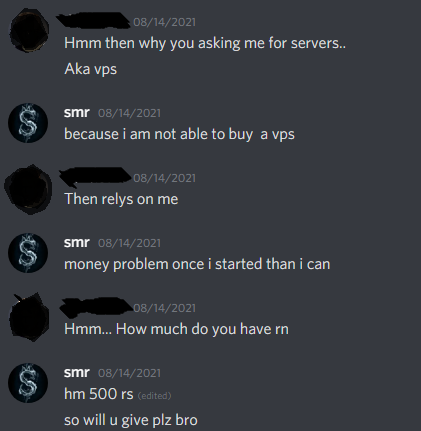 08/14/2021
Hmm then why you asking me for servers..
Aka vps
smr 08/14/2021
because i am not able to buy a vps
08/14/2021
Then relys on me
smr 08/14/2021
money problem once i started than i can
08/14/2021
Hmm... How much do you have rn
smr 08/14/2021
hm 500 rs (edited)
so will u give plz bro